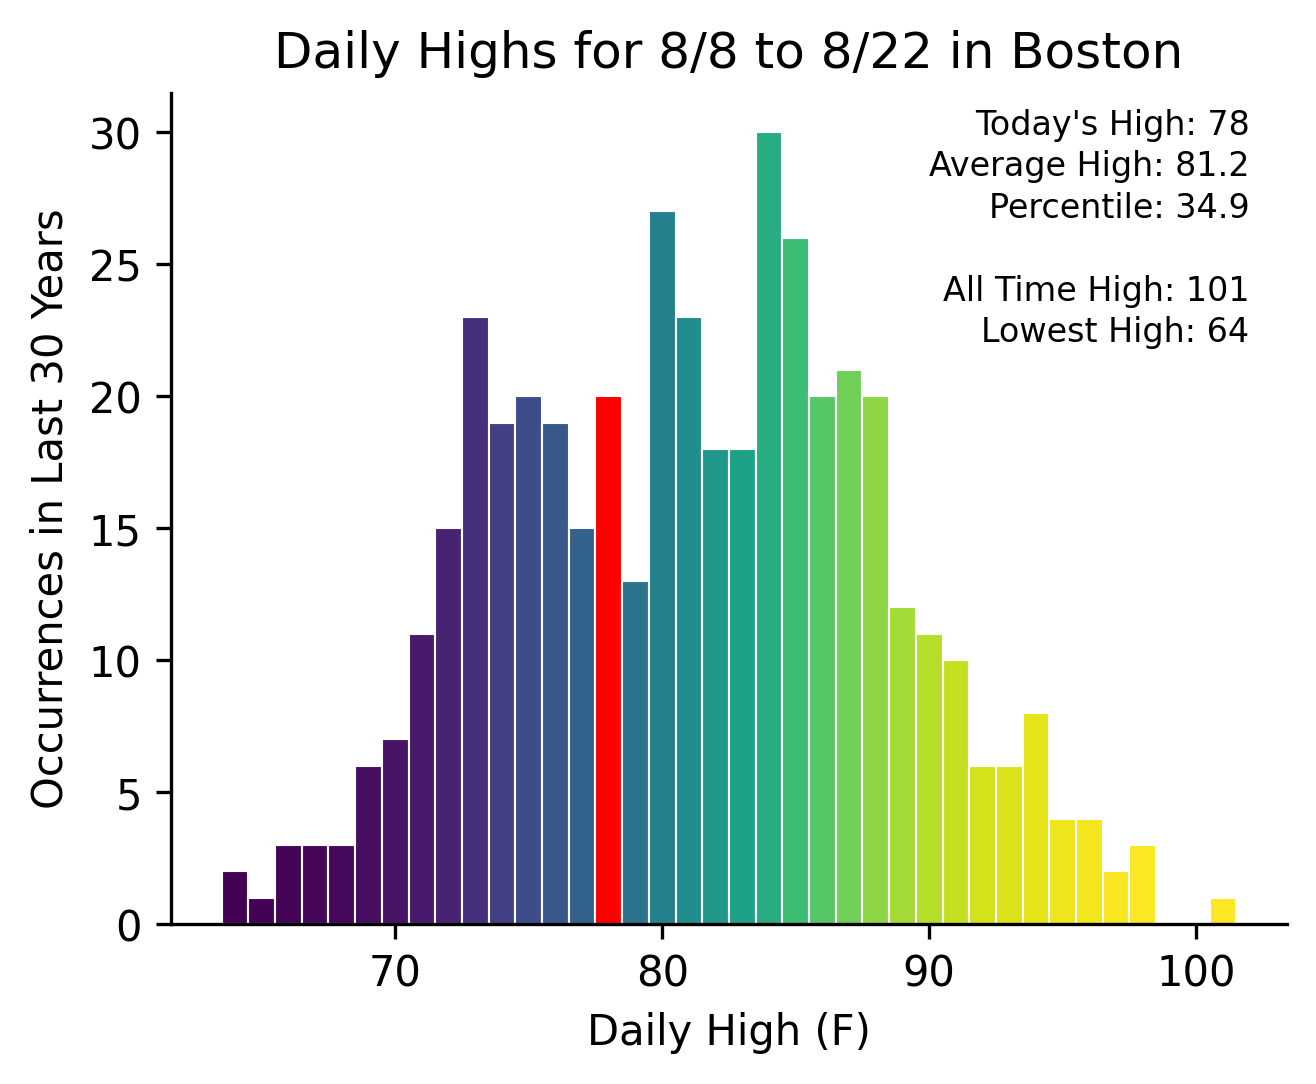 Daily Highs for 8/8 to 8/22 in Boston
Today's High: 78
Average High: 81.2
Percentile: 34.9
All Time High: 101
Lowest High: 64
Occurrences in Last 30 Years
30
25
20
15
10
5
0
70
80
90
100
Daily High (F)